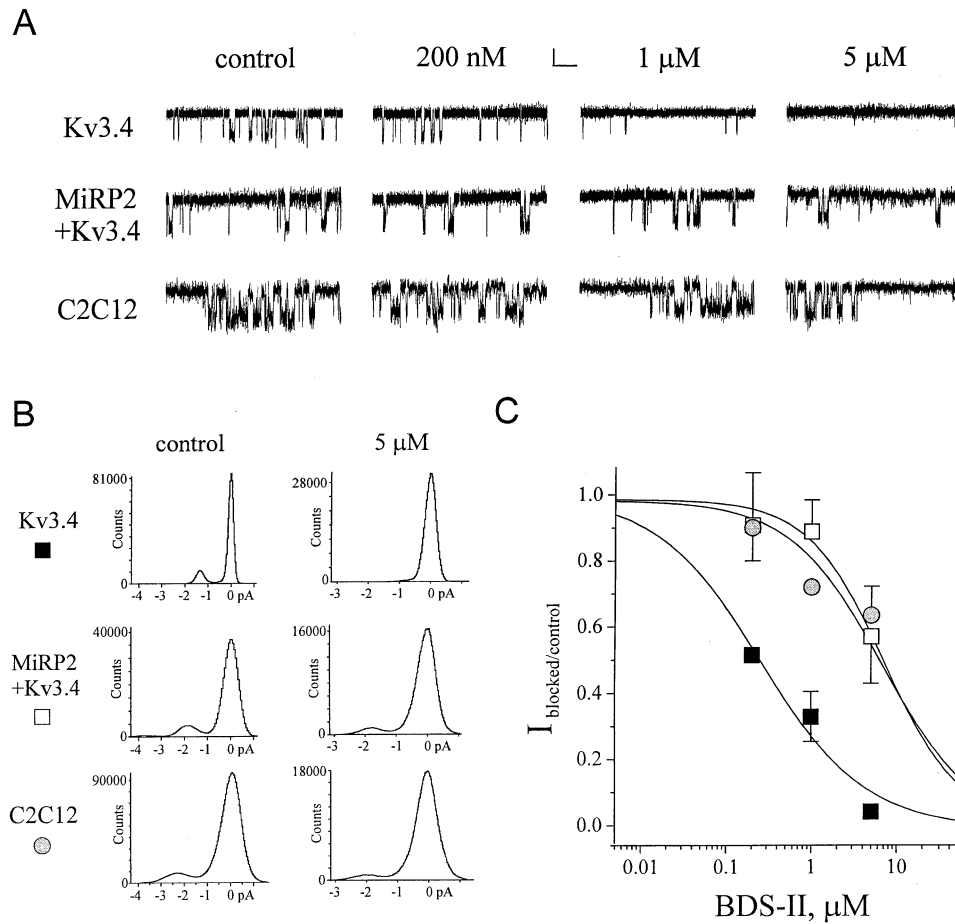 A
control 200 nM 1 μM 5 μM
Kv3.4
MiRP2
+Kv3.4
C2C12
B
control 5 μM
Kv3.4
81000
Counts
0
-4 -3 -2 -1 0 pA
28000
Counts
0
-3 -2 -1 0 pA
MiRP2
+Kv3.4
40000
Counts
0
-4 -3 -2 -1 0 pA
16000
Counts
0
-3 -2 -1 0 pA
C2C12
90000
Counts
0
-4 -3 -2 -1 0 pA
18000
Counts
0
-3 -2 -1 0 pA
C
I blocked/control
1.0
0.8
0.6
0.4
0.2
0.0
0.01 0.1 1 10
BDS-II, μM